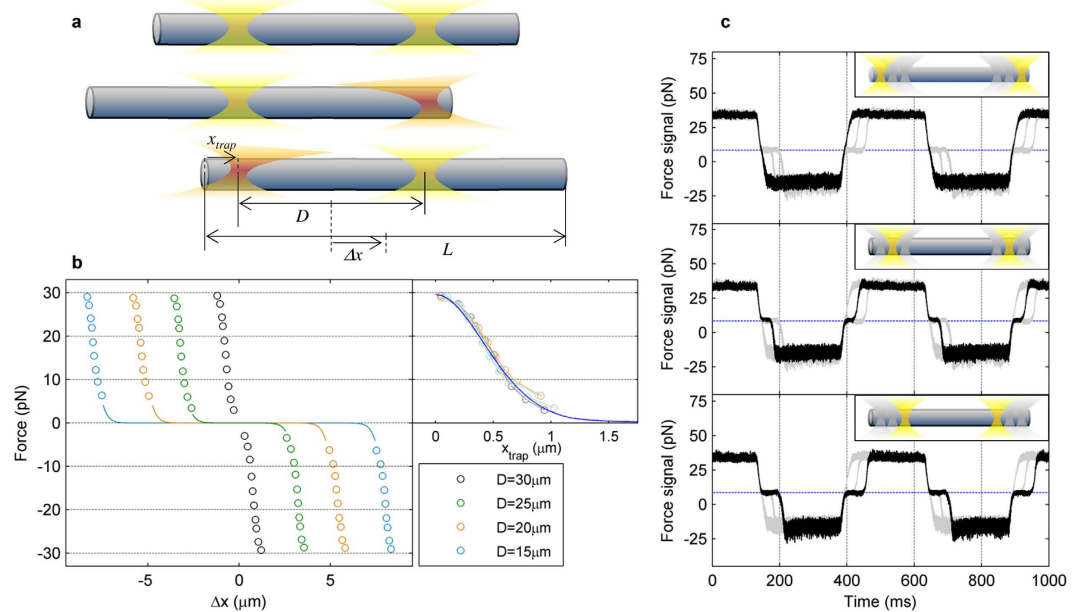 a
x_trap
D
Δx
L
b
30
20
10
0
-10
-20
-30
Force (pN)
-5
0
5
Δx (μm)
0
0.5
1
1.5
x_trap (μm)
D=30μm
D=25μm
D=20μm
D=15μm
c
75
50
25
0
-25
Force signal (pN)
75
50
25
0
-25
Force signal (pN)
75
50
25
0
-25
Force signal (pN)
0
200
400
600
800
1000
Time (ms)